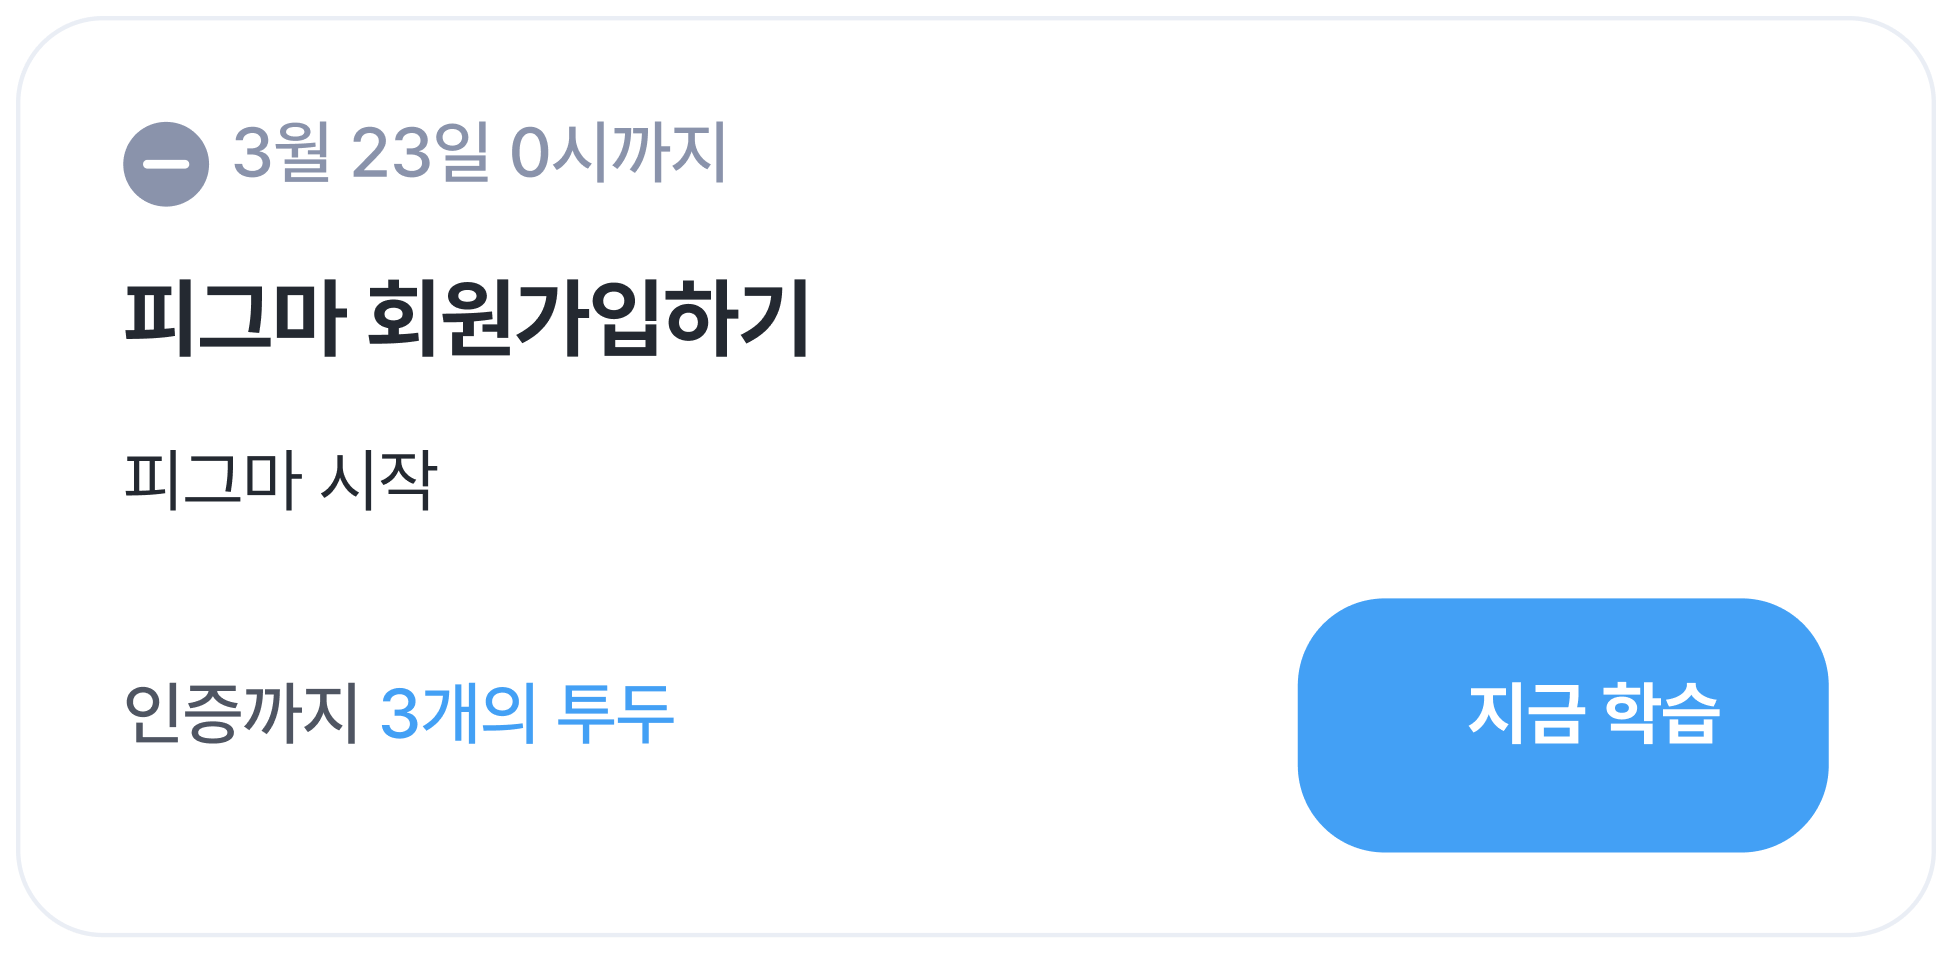 3월 23일 0시까지
피그마 회원가입하기
피그마 시작
인증까지 3개의 투두
지금 학습